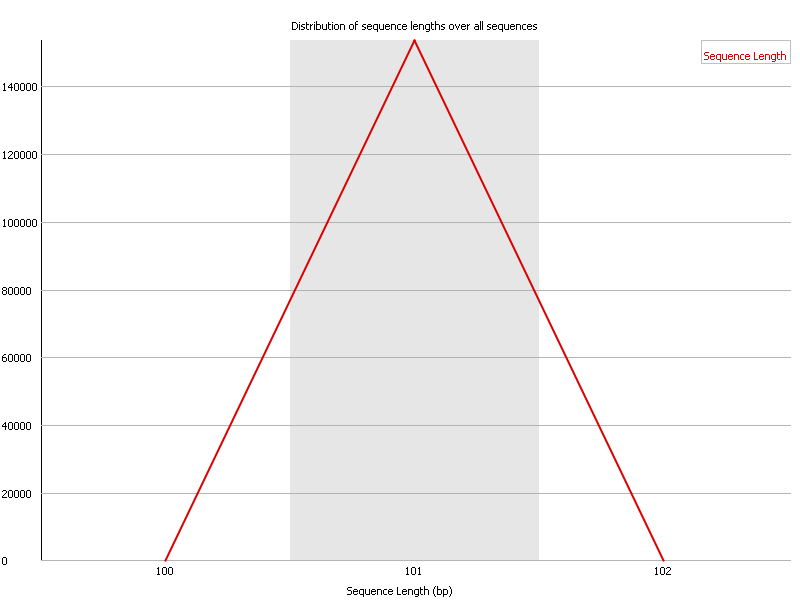 Distribution of sequence lengths over all sequences
Sequence Length
140000
120000
100000
80000
60000
40000
20000
0
100 101 102
Sequence Length (bp)